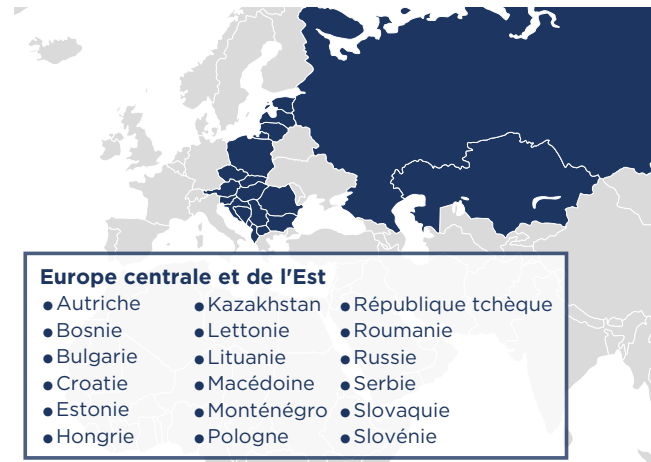 Europe centrale et de l'Est
• Autriche
• Bosnie
• Bulgarie
• Croatie
• Estonie
• Hongrie
• Kazakhstan
• Lettonie
• Lituanie
• Macédoine
• Monténégro
• Pologne
• République tchèque
• Roumanie
• Russie
• Serbie
• Slovaquie
• Slovénie